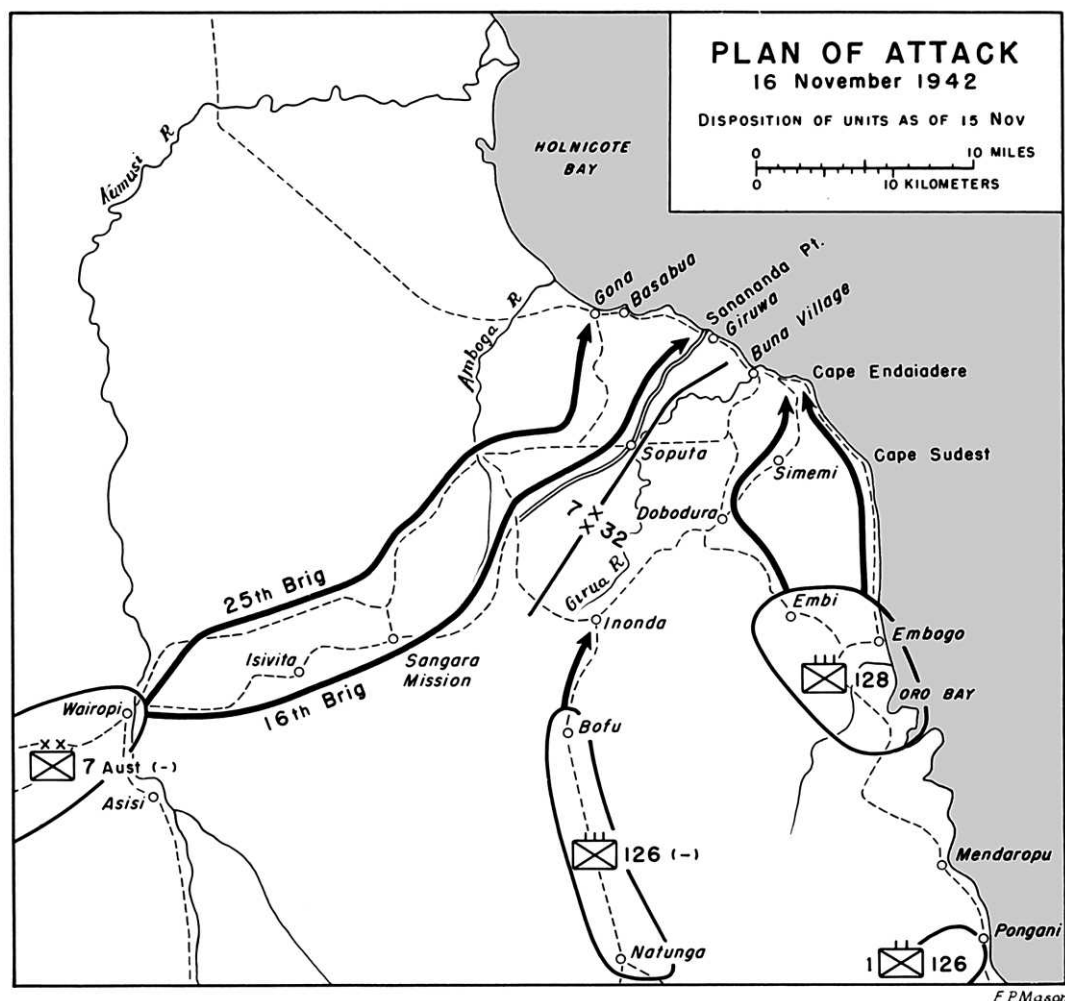 PLAN OF ATTACK
16 November 1942
DISPOSITION OF UNITS AS OF 15 NOV
0 10 MILES
0 10 KILOMETERS
HOLNICOTE
BAY
Kumusi R
Amboga R
Gona
Basabua
Sanananda Pt.
Giruwa
Buna Village
Cape Endaiadere
Cape Sudest
Soputa
Simemi
7 XX 32
Dobodura
Girua R
25th Brig
Embi
Inonda
Embogo
Isivita
Sangara
Mission
16th Brig
128
ORO BAY
Wairopi
Bofu
XX
7 Aust (-)
Asisi
126 (-)
Mendaropu
Pongani
Natunga
1 126
F P Mason